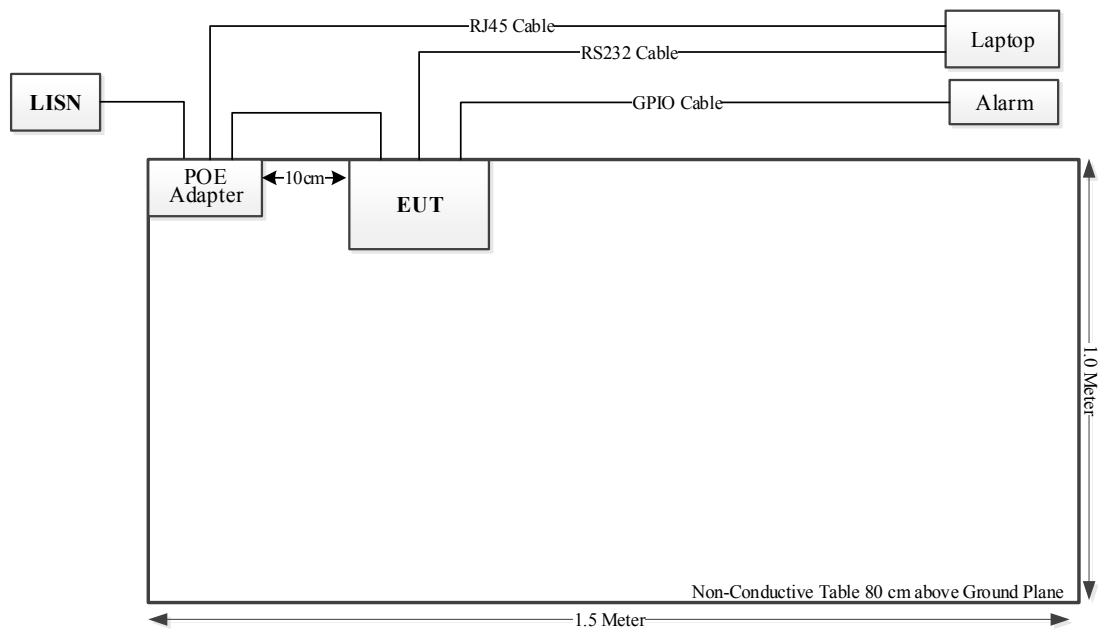 RJ45 Cable
Laptop
RS232 Cable
LISN
GPIO Cable
Alarm
POE
Adapter
10cm
EUT
1.0 Meter
Non-Conductive Table 80 cm above Ground Plane
1.5 Meter